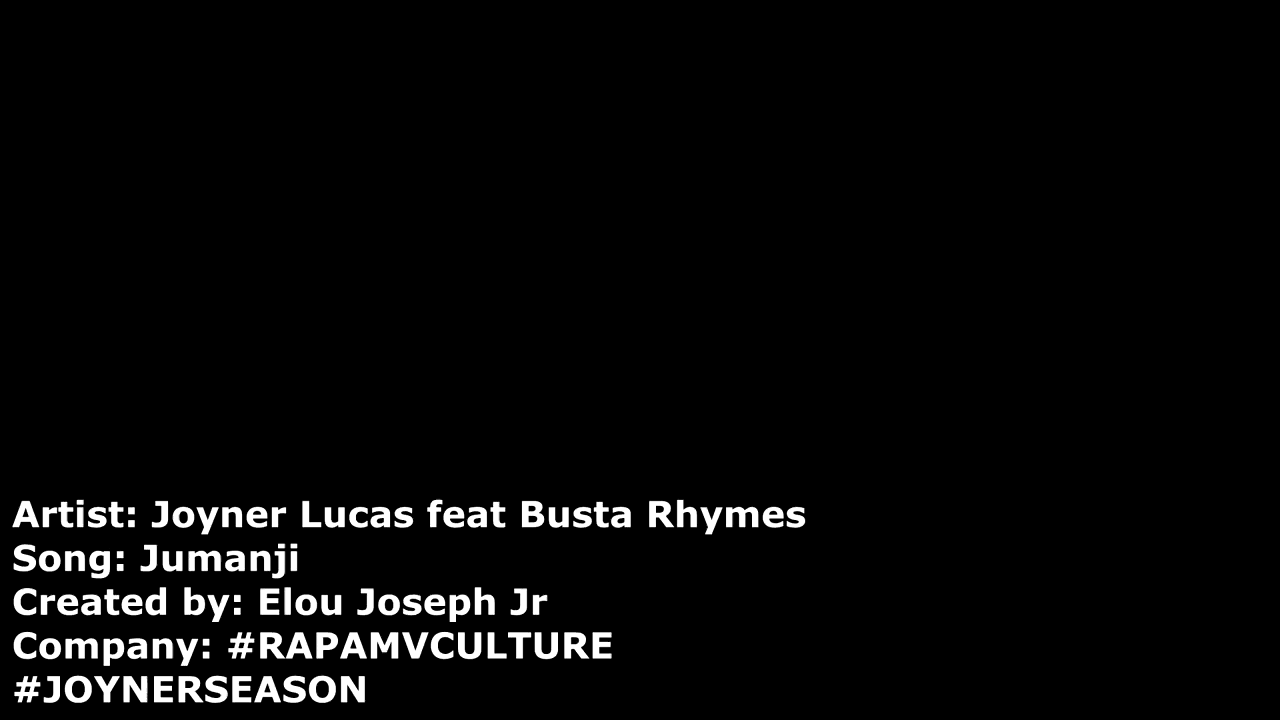 Artist: Joyner Lucas feat Busta Rhymes
Song: Jumanji
Created by: Elou Joseph Jr
Company: #RAPAMVCULTURE
#JOYNERSEASON